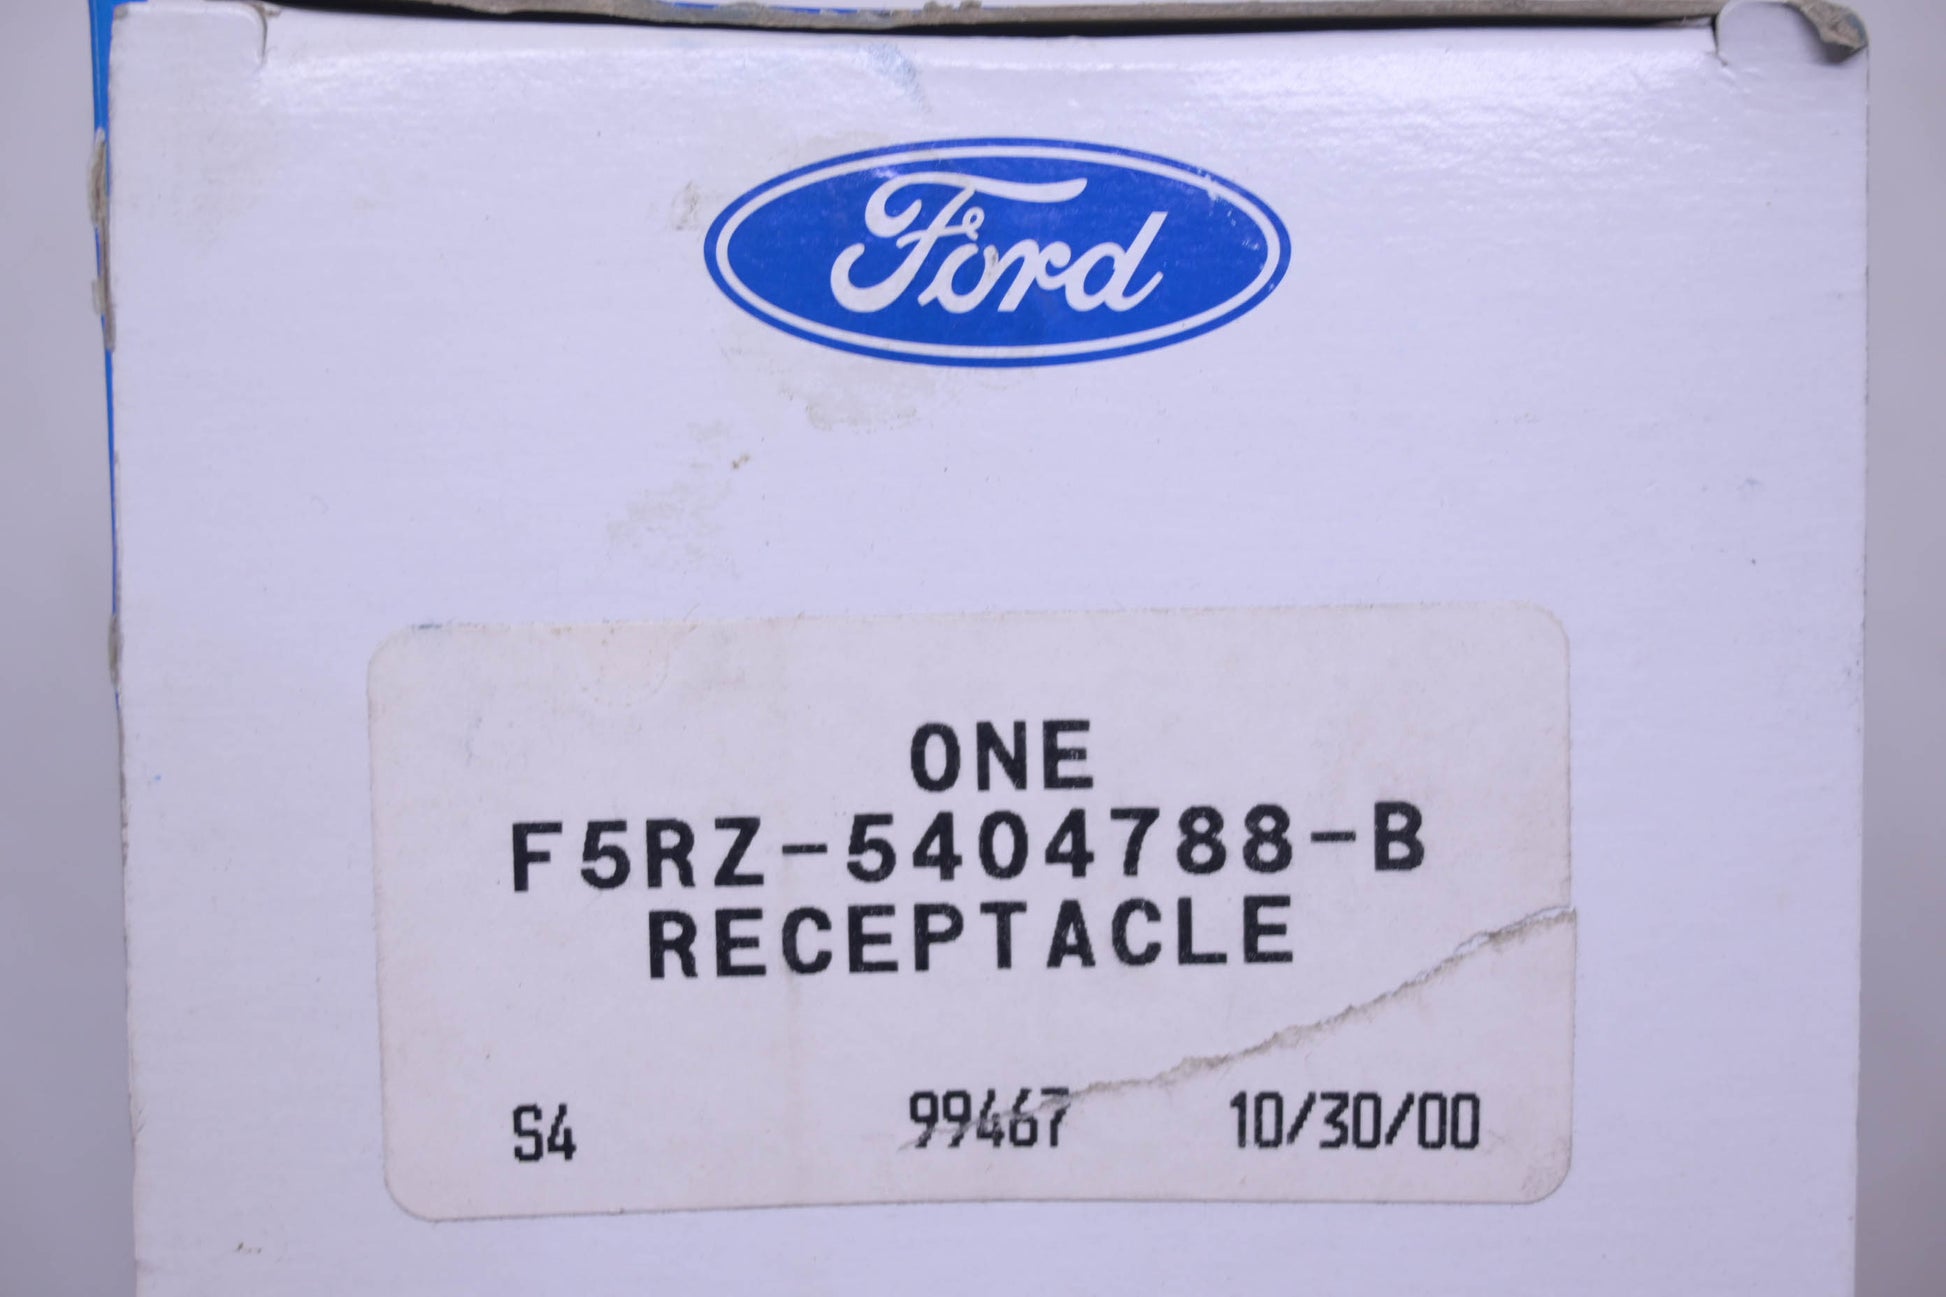 Ford
ONE
F5RZ-5404788-B
RECEPTACLE
S4 99467 10/30/00